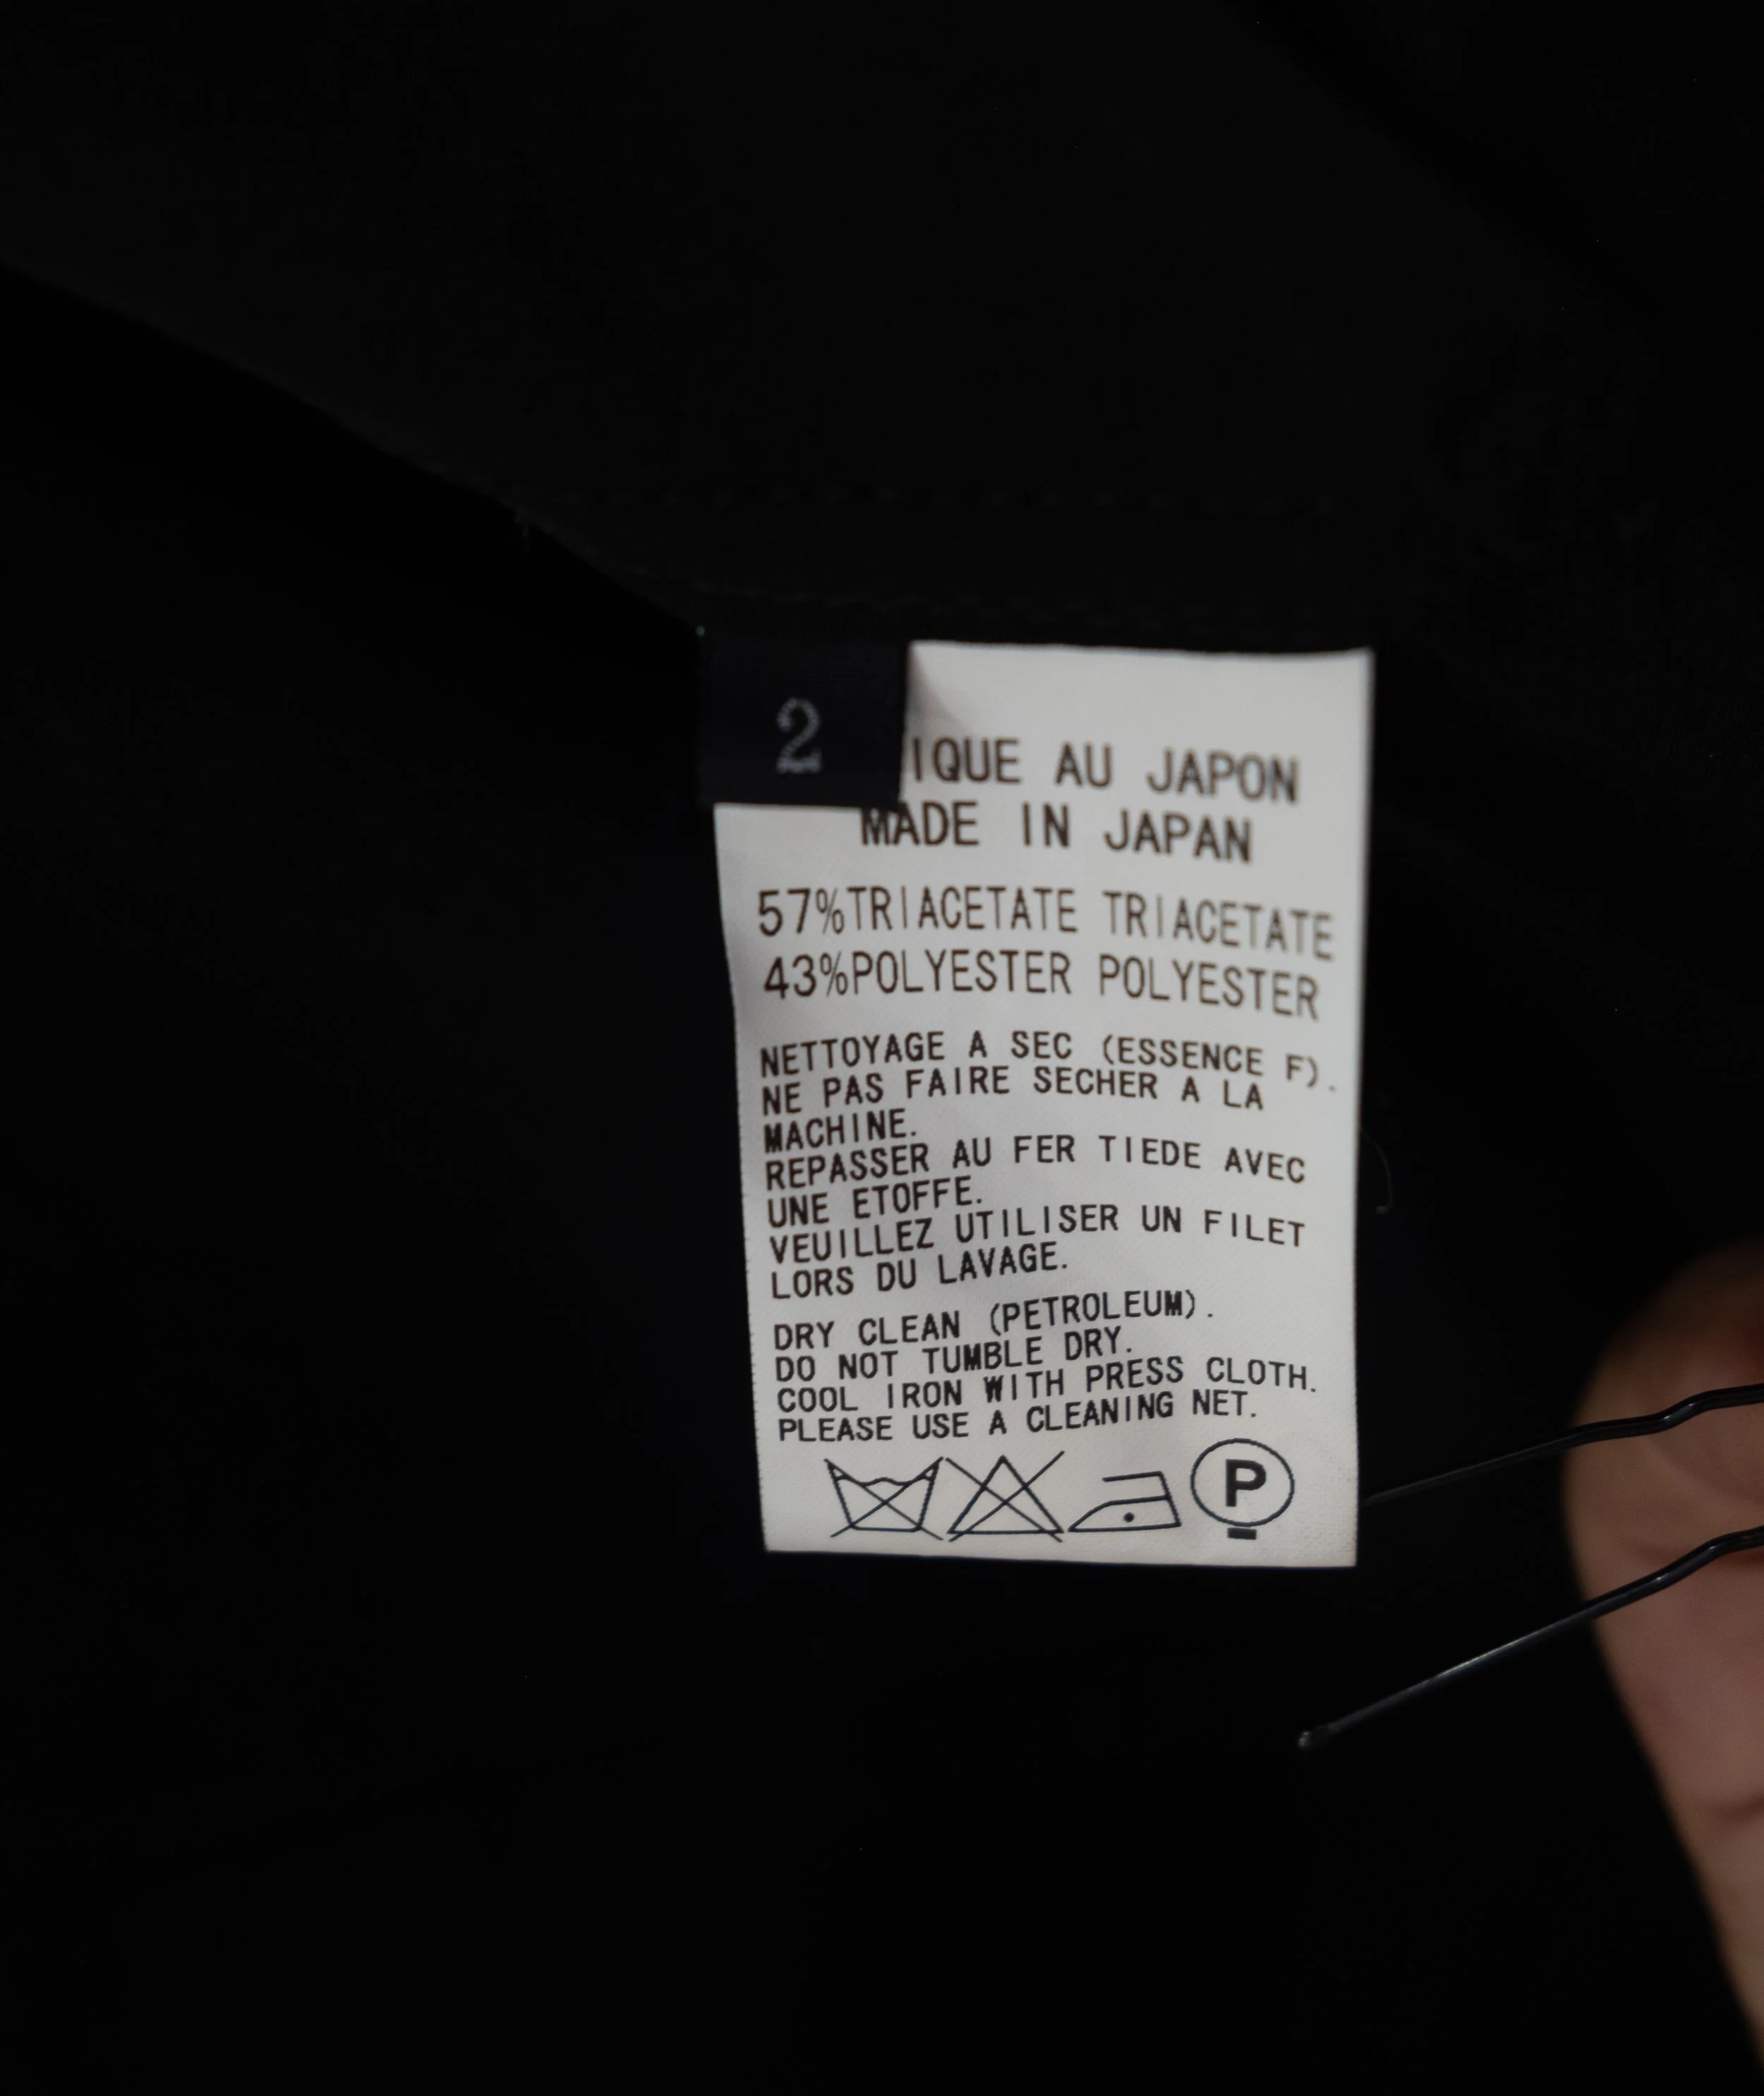 2
IQUE AU JAPON
MADE IN JAPAN
57%TRIACETATE TRIACETATE
43%POLYESTER POLYESTER
NETTOYAGE A SEC (ESSENCE F).
NE PAS FAIRE SECHER A LA
MACHINE.
REPASSER AU FER TIEDE AVEC
UNE ETOFFE.
VEUILLEZ UTILISER UN FILET
LORS DU LAVAGE.
DRY CLEAN (PETROLEUM).
DO NOT TUMBLE DRY.
COOL IRON WITH PRESS CLOTH.
PLEASE USE A CLEANING NET.
P